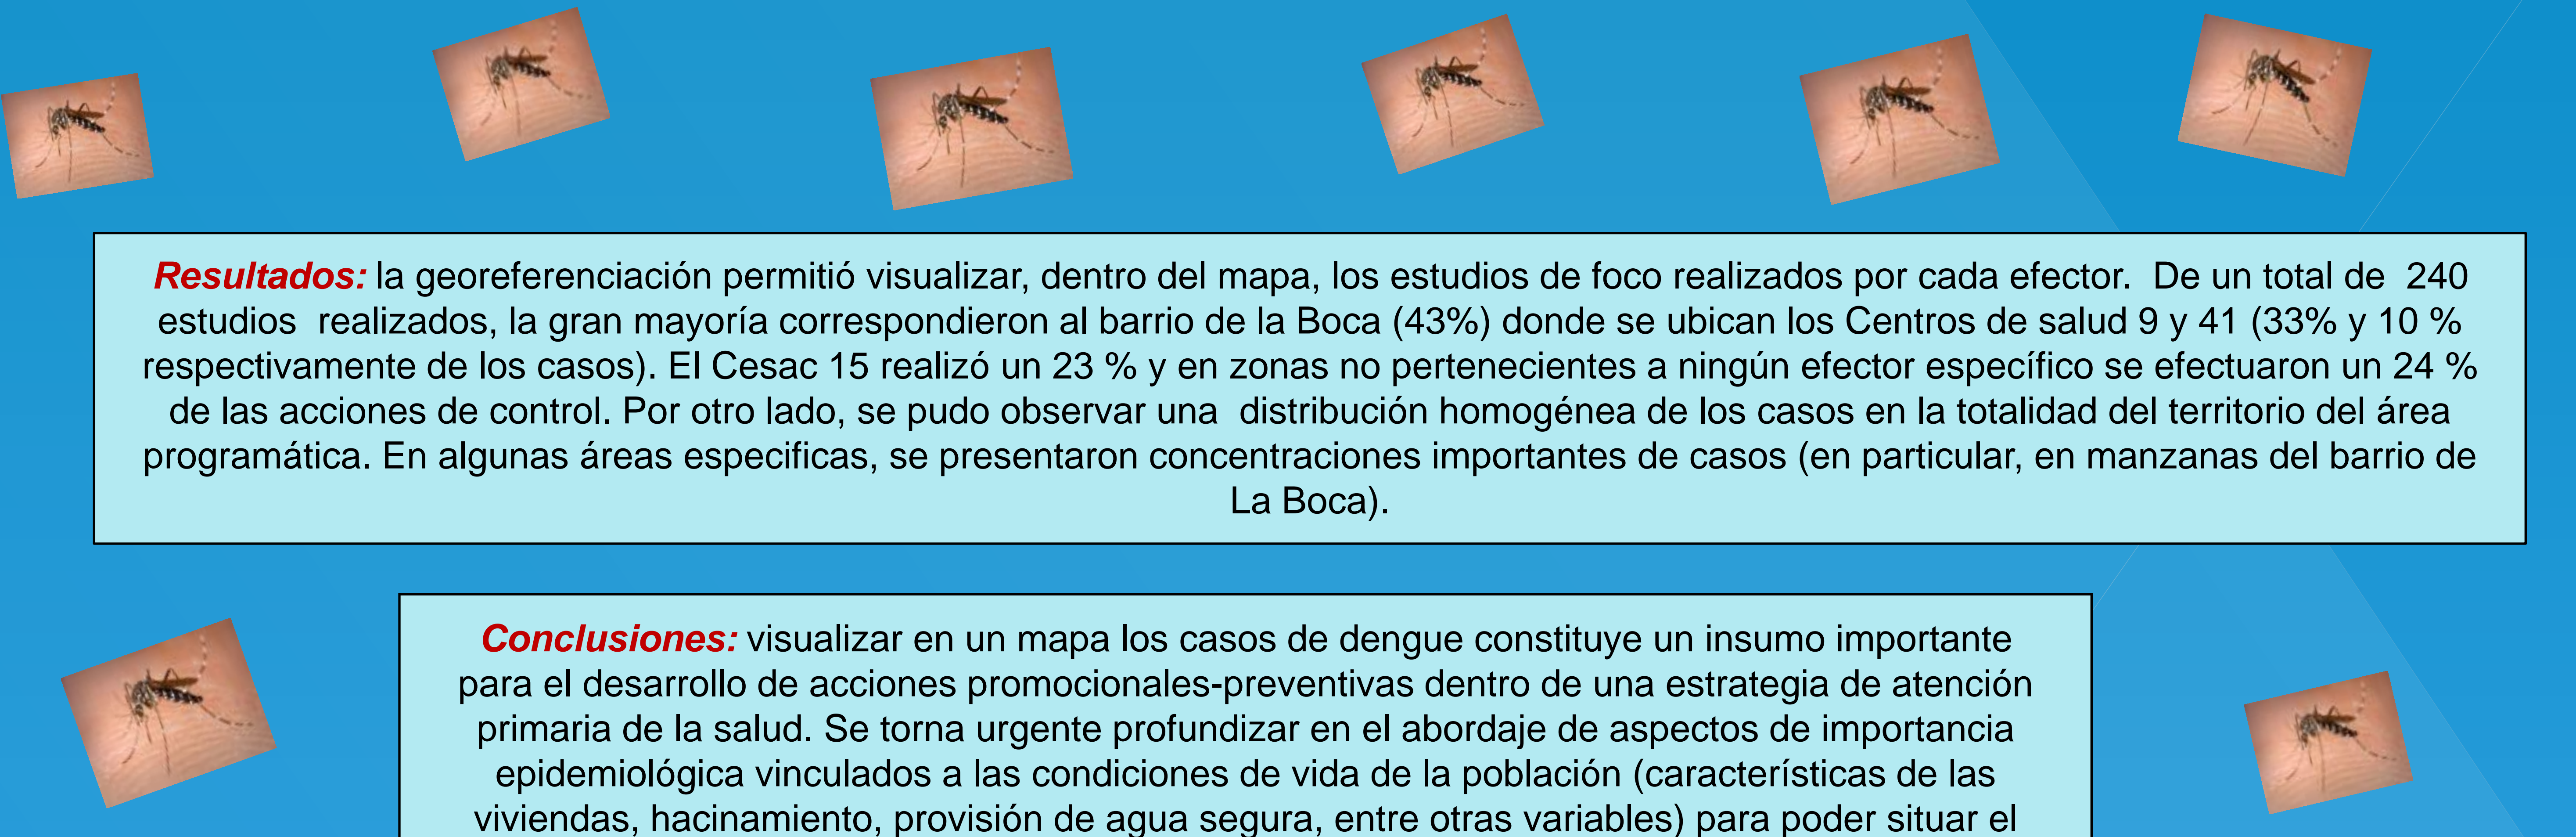 Resultados: la georeferenciación permitió visualizar, dentro del mapa, los estudios de foco realizados por cada efector. De un total de 240
estudios realizados, la gran mayoría correspondieron al barrio de la Boca (43%) donde se ubican los Centros de salud 9 y 41 (33% y 10 %
respectivamente de los casos). El Cesac 15 realizó un 23 % y en zonas no pertenecientes a ningún efector específico se efectuaron un 24 %
de las acciones de control. Por otro lado, se pudo observar una distribución homogénea de los casos en la totalidad del territorio del área
programática. En algunas áreas especificas, se presentaron concentraciones importantes de casos (en particular, en manzanas del barrio de
La Boca).
Conclusiones: visualizar en un mapa los casos de dengue constituye un insumo importante
para el desarrollo de acciones promocionales-preventivas dentro de una estrategia de atención
primaria de la salud. Se torna urgente profundizar en el abordaje de aspectos de importancia
epidemiológica vinculados a las condiciones de vida de la población (características de las
viviendas, hacinamiento, provisión de agua segura, entre otras variables) para poder situar el